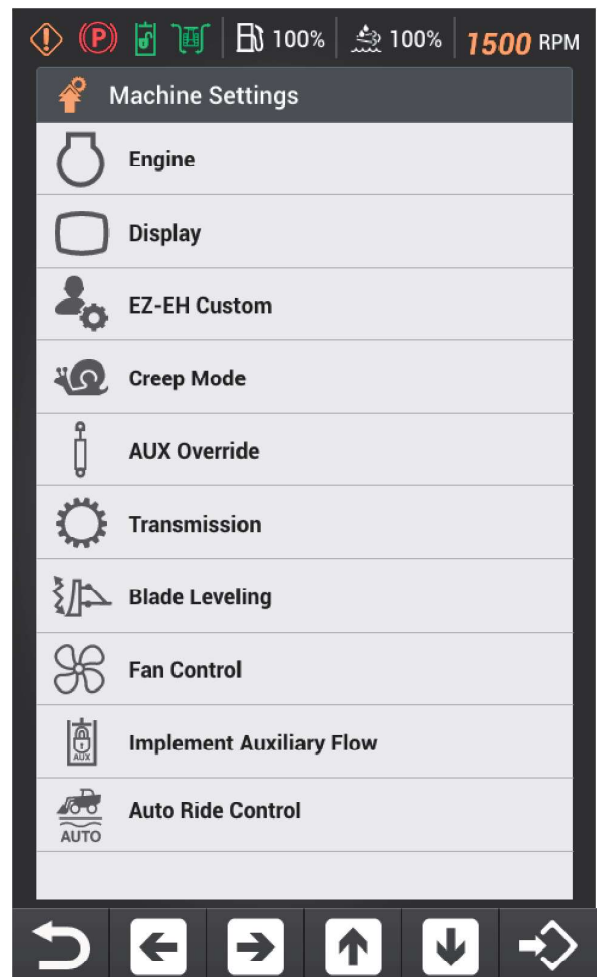 (P) 100% 100% 1500 RPM
Machine Settings
Engine
Display
EZ-EH Custom
Creep Mode
AUX Override
Transmission
Blade Leveling
Fan Control
AUX
Implement Auxiliary Flow
Auto Ride Control
AUTO